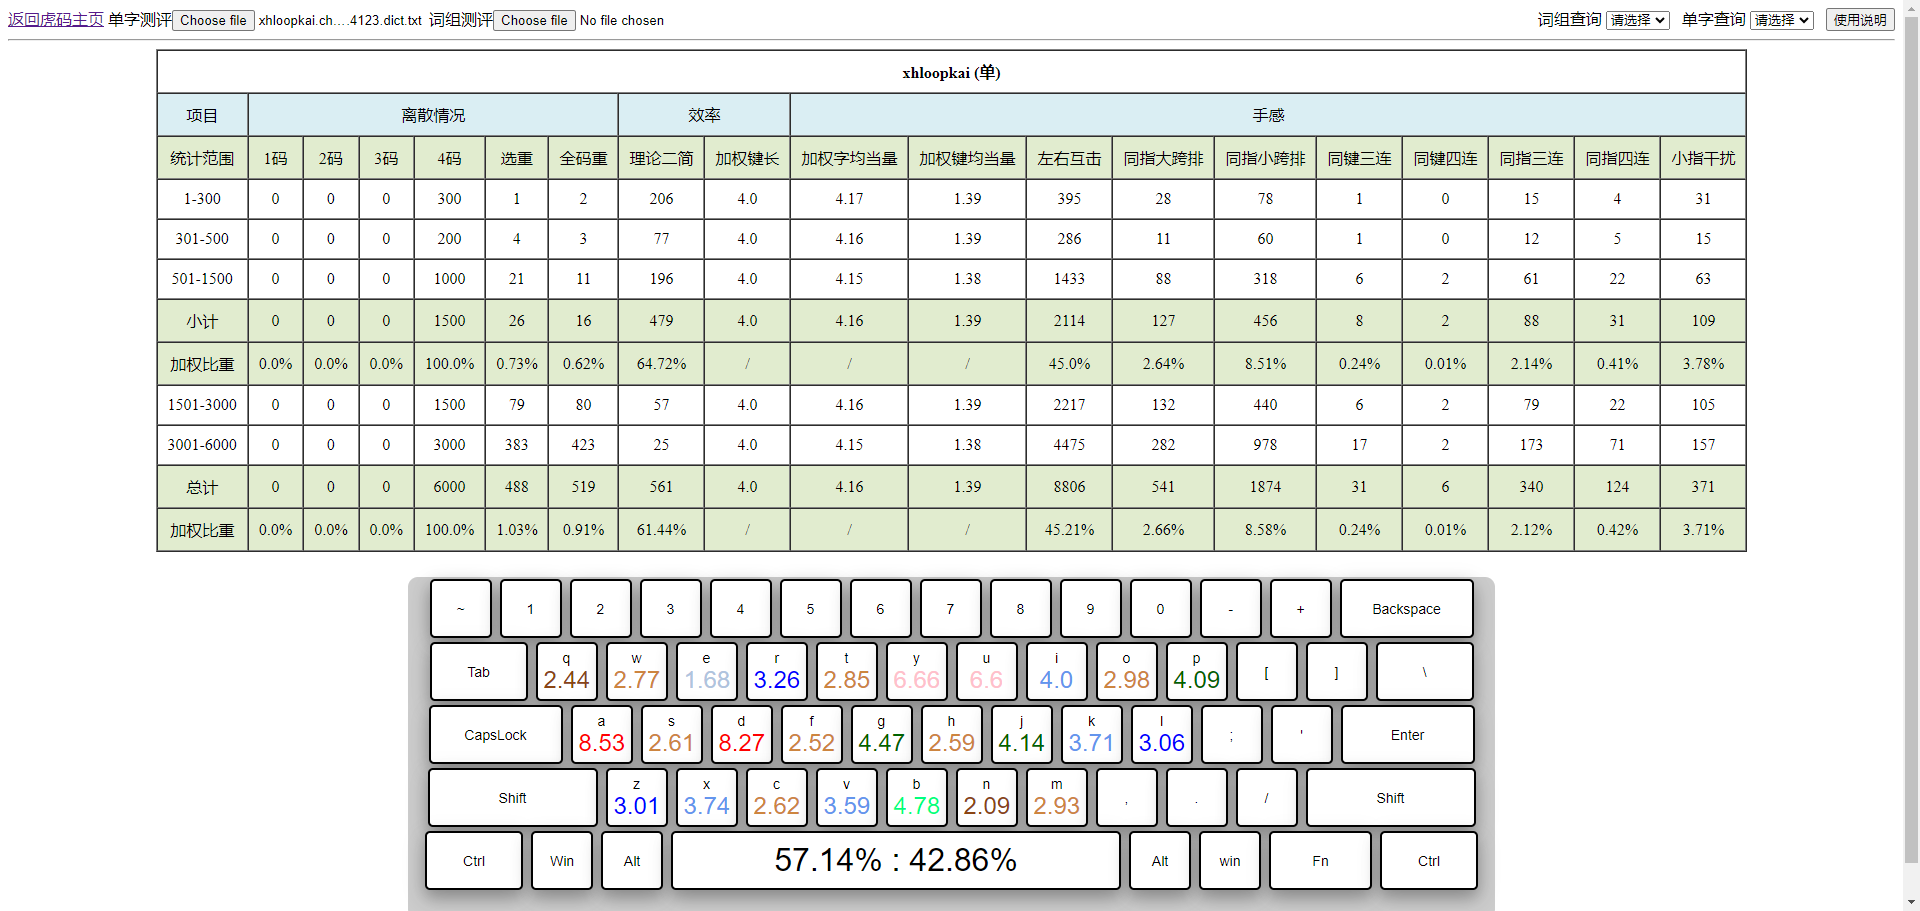 返回虎码主页 单字测评 Choose file xhloopkai.ch....4123.dict.txt 词组测评 Choose file No file chosen 词组查询 请选择 单字查询 请选择 使用说明
xhloopkai (单)
项目 离散情况 效率 手感
统计范围 1码 2码 3码 4码 选重 全码重 理论二简 加权键长 加权字均当量 加权键均当量 左右互击 同指大跨排 同指小跨排 同键三连 同键四连 同指三连 同指四连 小指干扰
1-300 0 0 0 300 1 2 206 4.0 4.17 1.39 395 28 78 1 0 15 4 31
301-500 0 0 0 200 4 3 77 4.0 4.16 1.39 286 11 60 1 0 12 5 15
501-1500 0 0 0 1000 21 11 196 4.0 4.15 1.38 1433 88 318 6 2 61 22 63
小计 0 0 0 1500 26 16 479 4.0 4.16 1.39 2114 127 456 8 2 88 31 109
加权比重 0.0% 0.0% 0.0% 100.0% 0.73% 0.62% 64.72% / / / 45.0% 2.64% 8.51% 0.24% 0.01% 2.14% 0.41% 3.78%
1501-3000 0 0 0 1500 79 80 57 4.0 4.16 1.39 2217 132 440 6 2 79 22 105
3001-6000 0 0 0 3000 383 423 25 4.0 4.15 1.38 4475 282 978 17 2 173 71 157
总计 0 0 0 6000 488 519 561 4.0 4.16 1.39 8806 541 1874 31 6 340 124 371
加权比重 0.0% 0.0% 0.0% 100.0% 1.03% 0.91% 61.44% / / / 45.21% 2.66% 8.58% 0.24% 0.01% 2.12% 0.42% 3.71%
~ 1 2 3 4 5 6 7 8 9 0 - + Backspace
q w e r t y u i o p
Tab 2.44 2.77 1.68 3.26 2.85 6.66 6.6 4.0 2.98 4.09 [ ] \
a s d f g h j k l
CapsLock 8.53 2.61 8.27 2.52 4.47 2.59 4.14 3.71 3.06 ; ' Enter
z x c v b n m
Shift 3.01 3.74 2.62 3.59 4.78 2.09 2.93 , . / Shift
Ctrl Win Alt 57.14% : 42.86% Alt win Fn Ctrl